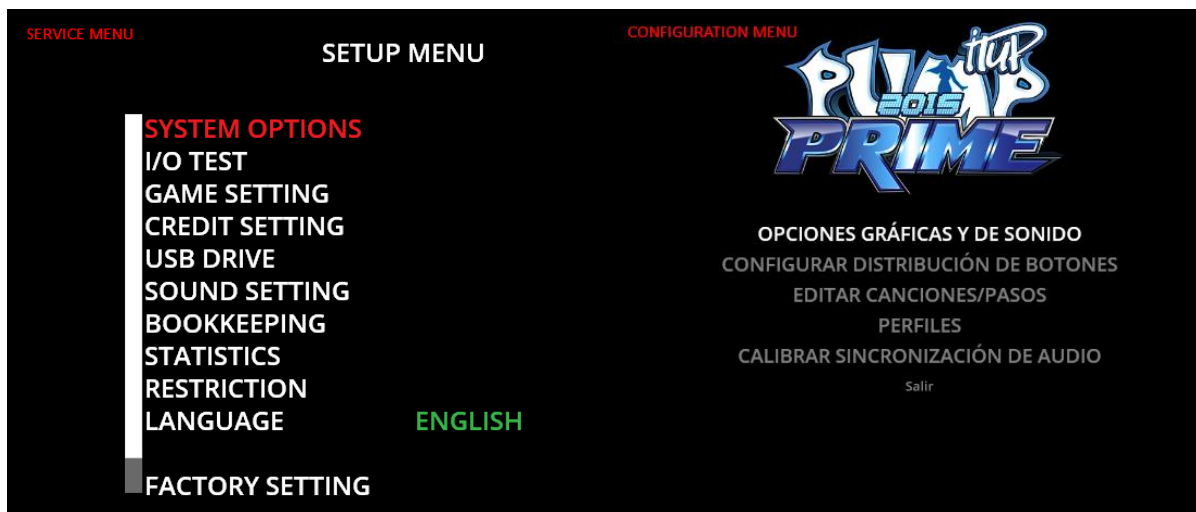 SERVICE MENU
SETUP MENU
SYSTEM OPTIONS
I/O TEST
GAME SETTING
CREDIT SETTING
USB DRIVE
SOUND SETTING
BOOKKEEPING
STATISTICS
RESTRICTION
LANGUAGE ENGLISH
FACTORY SETTING
CONFIGURATION MENU
PUMP itUP
2015
PRIME
OPCIONES GRÁFICAS Y DE SONIDO
CONFIGURAR DISTRIBUCIÓN DE BOTONES
EDITAR CANCIONES/PASOS
PERFILES
CALIBRAR SINCRONIZACIÓN DE AUDIO
Salir